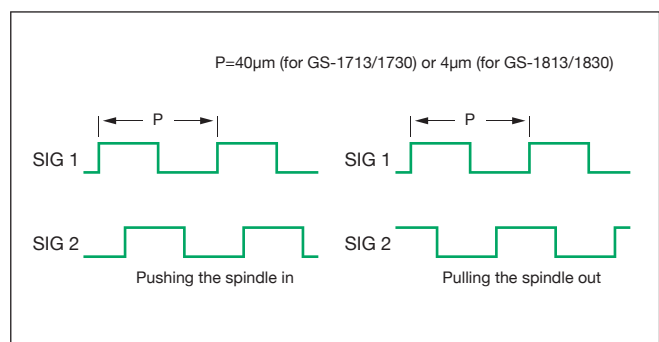 P=40µm (for GS-1713/1730) or 4µm (for GS-1813/1830)
P
P
SIG 1
SIG 1
SIG 2
SIG 2
Pushing the spindle in
Pulling the spindle out